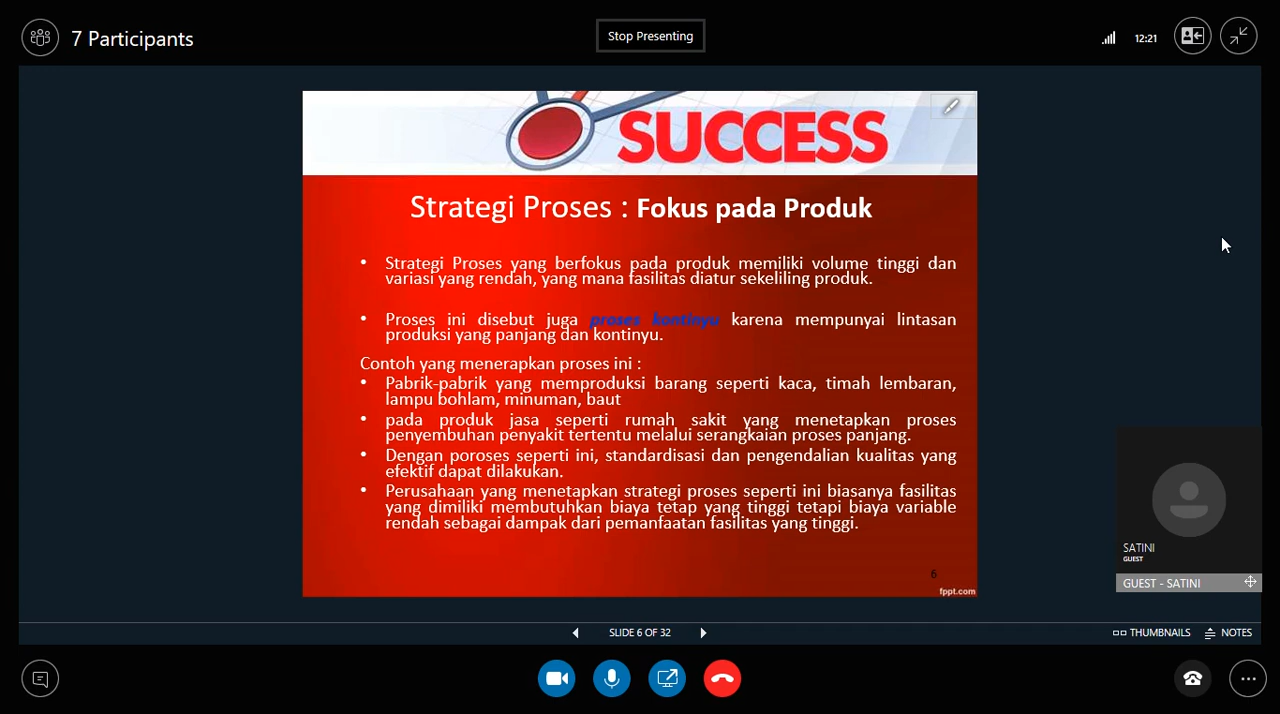 7 Participants
Stop Presenting
12:21
SUCCESS
Strategi Proses : Fokus pada Produk
• Strategi Proses yang berfokus pada produk memiliki volume tinggi dan
variasi yang rendah, yang mana fasilitas diatur sekeliling produk.
• Proses ini disebut juga proses kontinyu karena mempunyai lintasan
produksi yang panjang dan kontinyu.
Contoh yang menerapkan proses ini :
• Pabrik-pabrik yang memproduksi barang seperti kaca, timah lembaran,
lampu bohlam, minuman, baut
• pada produk jasa seperti rumah sakit yang menetapkan proses
penyembuhan penyakit tertentu melalui serangkaian proses panjang.
• Dengan poroses seperti ini, standardisasi dan pengendalian kualitas yang
efektif dapat dilakukan.
• Perusahaan yang menetapkan strategi proses seperti ini biasanya fasilitas
yang dimiliki membutuhkan biaya tetap yang tinggi tetapi biaya variable
rendah sebagai dampak dari pemanfaatan fasilitas yang tinggi.
6
fppt.com
SATINI
GUEST
GUEST - SATINI
SLIDE 6 OF 32
THUMBNAILS
NOTES